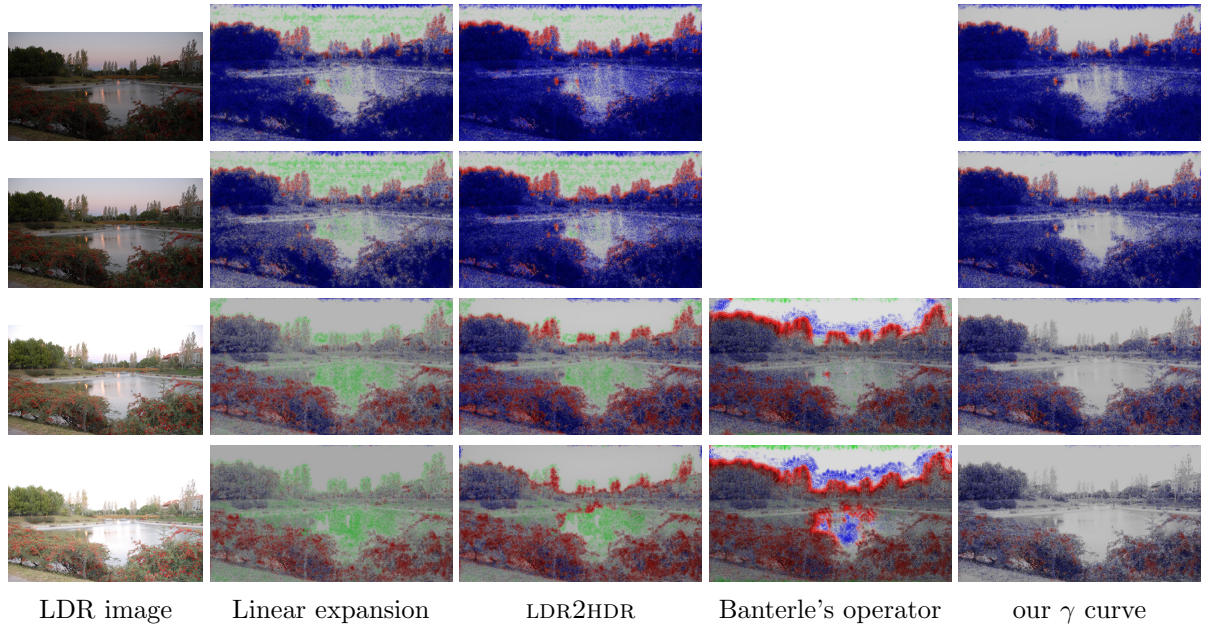 LDR image
Linear expansion
LDR2HDR
Banterle's operator
our γ curve